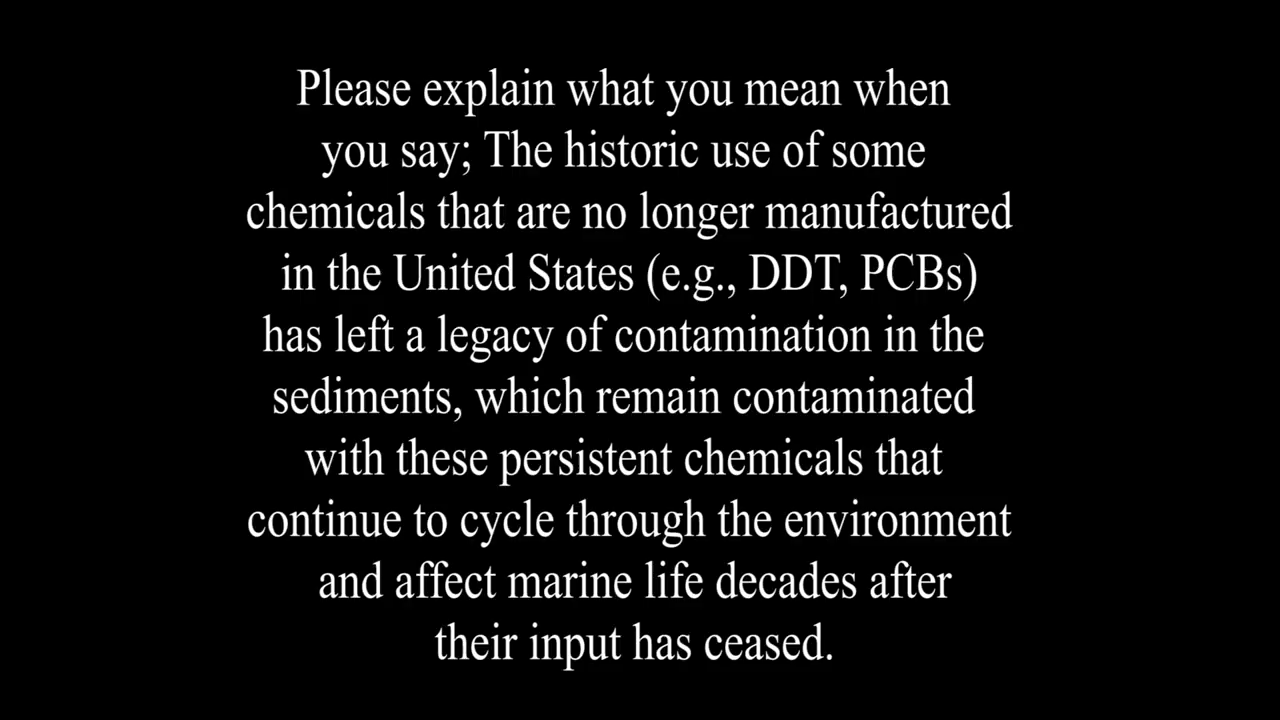 Please explain what you mean when
you say; The historic use of some
chemicals that are no longer manufactured
in the United States (e.g., DDT, PCBs)
has left a legacy of contamination in the
sediments, which remain contaminated
with these persistent chemicals that
continue to cycle through the environment
and affect marine life decades after
their input has ceased.